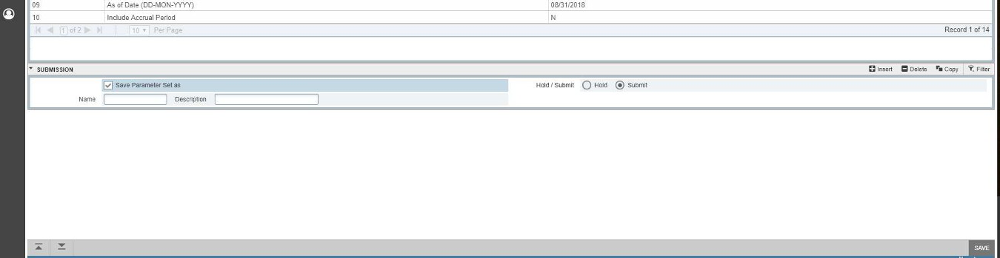 09 As of Date (DD-MON-YYYY) 08/31/2018
10 Include Accrual Period N
1 of 2 10 Per Page Record 1 of 14
SUBMISSION Insert Delete Copy Filter
Save Parameter Set as Hold / Submit Hold Submit
Name Description
SAVE